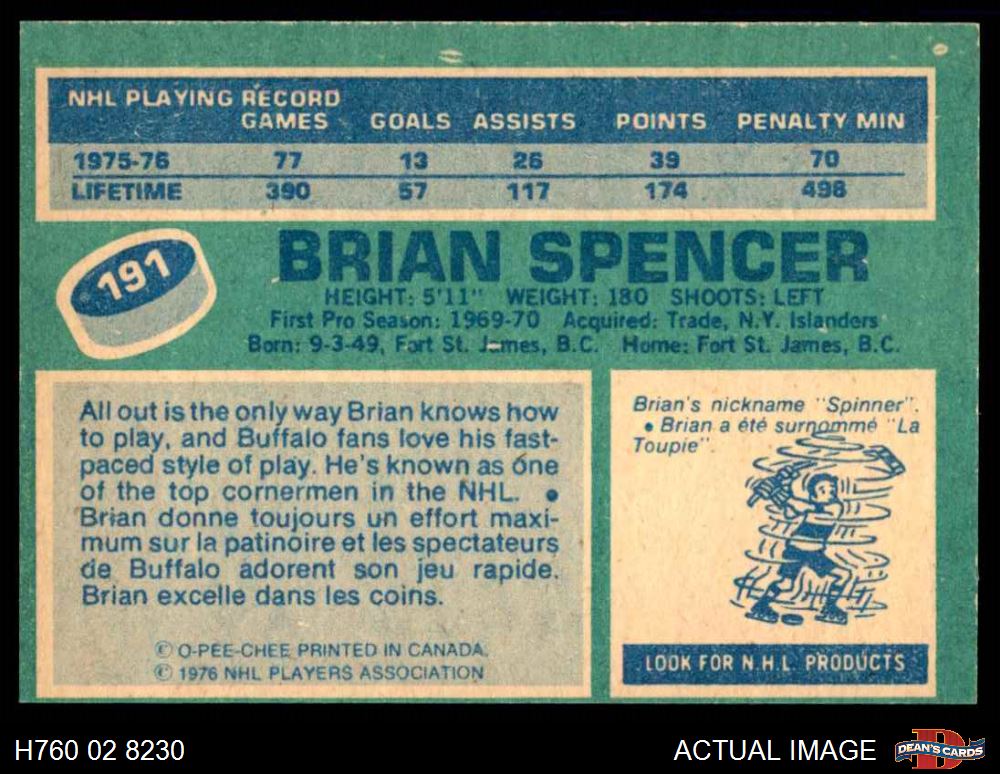 NHL PLAYING RECORD
GAMES GOALS ASSISTS POINTS PENALTY MIN
1975-76 77 13 26 39 70
LIFETIME 390 57 117 174 498
191
BRIAN SPENCER
HEIGHT: 5'11" WEIGHT: 180 SHOOTS: LEFT
First Pro Season: 1969-70 Acquired: Trade, N.Y. Islanders
Born: 9-3-49, Fort St. James, B.C. Home: Fort St. James, B.C.
All out is the only way Brian knows how
to play, and Buffalo fans love his fast-
paced style of play. He's known as one
of the top cornermen in the NHL. •
Brian donne toujours un effort maxi-
mum sur la patinoire et les spectateurs
de Buffalo adorent son jeu rapide.
Brian excelle dans les coins.
© O-PEE-CHEE PRINTED IN CANADA.
© 1976 NHL PLAYERS ASSOCIATION
Brian's nickname "Spinner".
• Brian a été surnommé "La
Toupie".
LOOK FOR N.H.L. PRODUCTS
H760 02 8230
ACTUAL IMAGE
D
DEAN'S CARDS